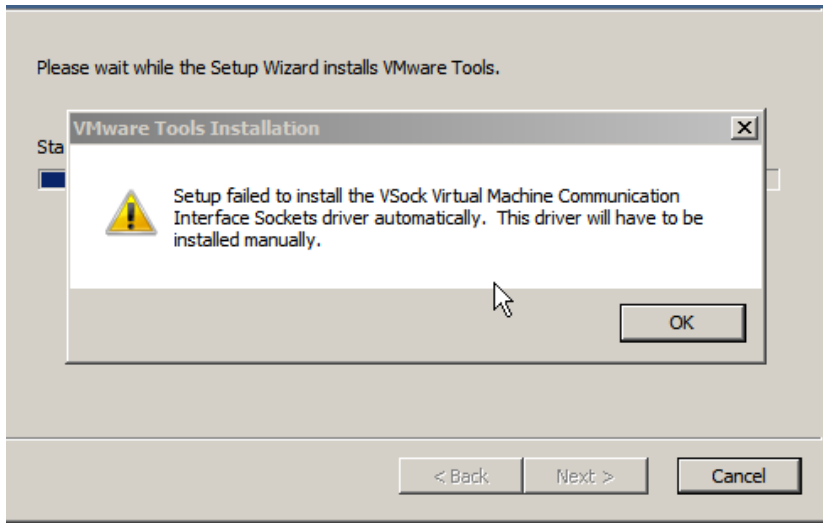 Please wait while the Setup Wizard installs VMware Tools.
VMware Tools Installation
Sta
Setup failed to install the VSock Virtual Machine Communication
Interface Sockets driver automatically.  This driver will have to be
installed manually.
OK
< Back
Next >
Cancel